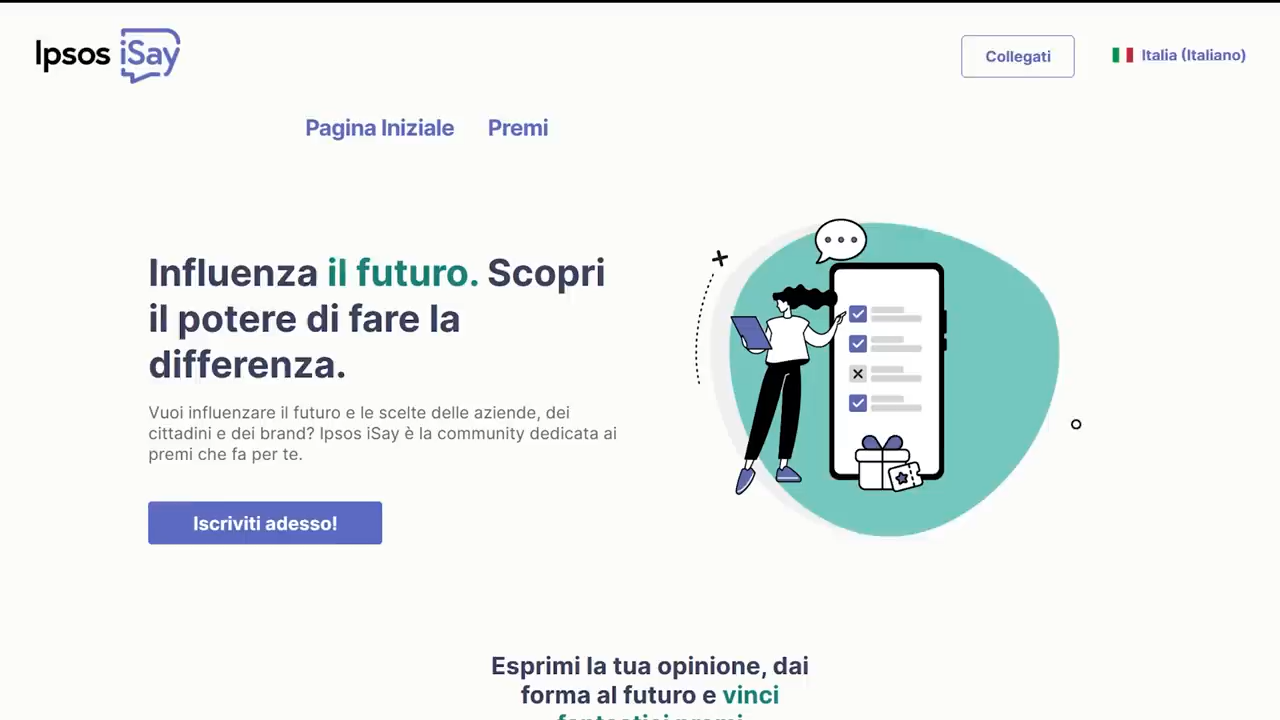 Ipsos iSay
Collegati
Italia (Italiano)
Pagina Iniziale
Premi
Influenza il futuro. Scopri
il potere di fare la
differenza.
Vuoi influenzare il futuro e le scelte delle aziende, dei
cittadini e dei brand? Ipsos iSay è la community dedicata ai
premi che fa per te.
Iscriviti adesso!
Esprimi la tua opinione, dai
forma al futuro e vinci
fantastici premi